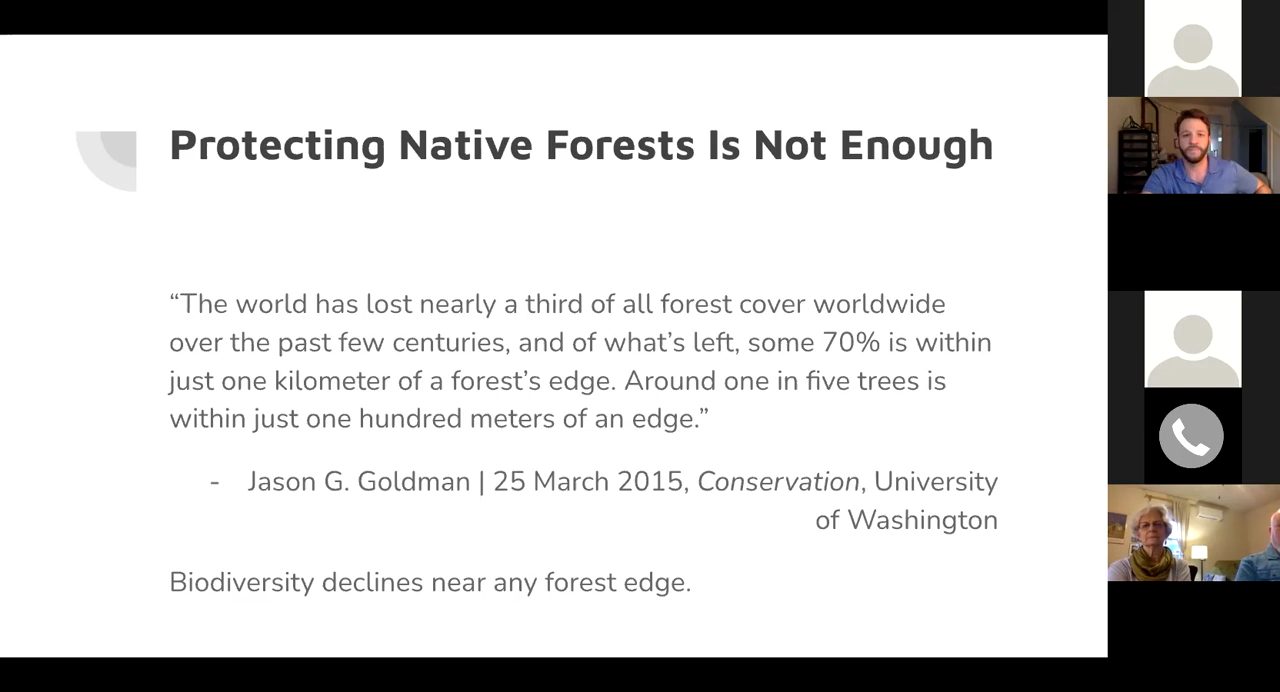 Protecting Native Forests Is Not Enough
“The world has lost nearly a third of all forest cover worldwide
over the past few centuries, and of what’s left, some 70% is within
just one kilometer of a forest’s edge. Around one in five trees is
within just one hundred meters of an edge.”
- Jason G. Goldman | 25 March 2015, Conservation, University
of Washington
Biodiversity declines near any forest edge.